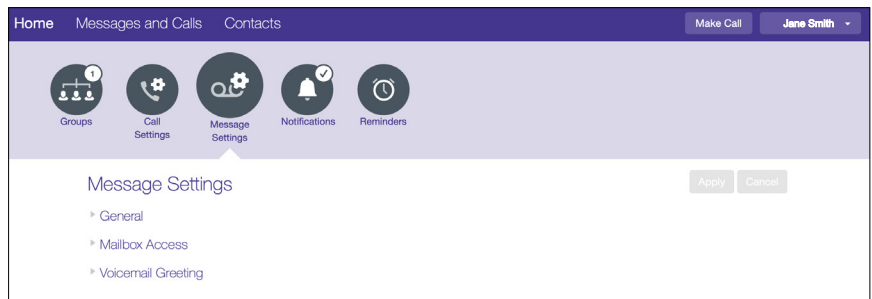 Home Messages and Calls Contacts Make Call Jane Smith
1
Groups
Call
Settings
Message
Settings
Notifications
Reminders
Message Settings Apply Cancel
General
Mailbox Access
Voicemail Greeting